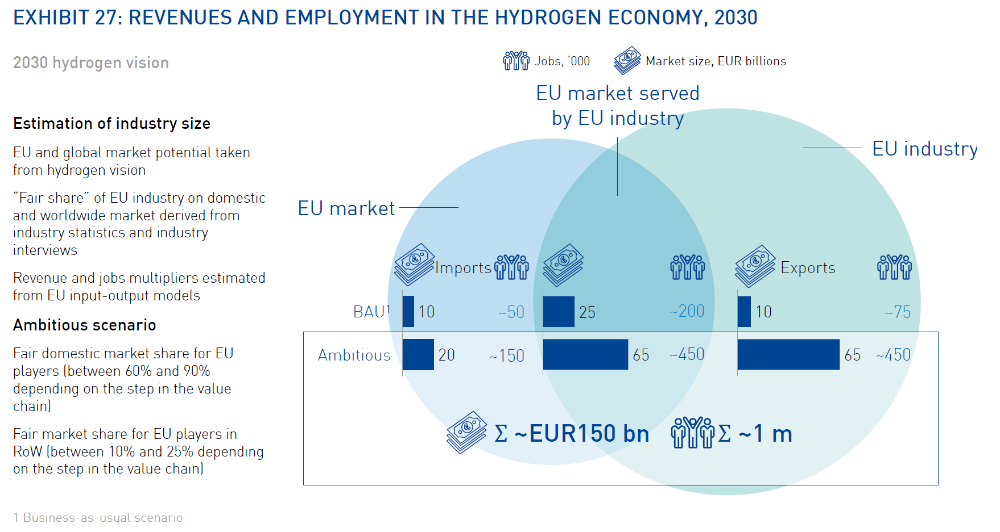 EXHIBIT 27: REVENUES AND EMPLOYMENT IN THE HYDROGEN ECONOMY, 2030
2030 hydrogen vision
Jobs, ‘000
Market size, EUR billions
Estimation of industry size
EU and global market potential taken
from hydrogen vision
“Fair share” of EU industry on domestic
and worldwide market derived from
industry statistics and industry
interviews
Revenue and jobs multipliers estimated
from EU input-output models
Ambitious scenario
Fair domestic market share for EU
players (between 60% and 90%
depending on the step in the value
chain)
Fair market share for EU players in
RoW (between 10% and 25% depending
on the step in the value chain)
EU market served
by EU industry
EU industry
EU market
Imports
Exports
BAU¹ 10 ~50 25 ~200 10 ~75
Ambitious 20 ~150 65 ~450 65 ~450
Σ ~EUR150 bn
Σ ~1 m
1 Business-as-usual scenario